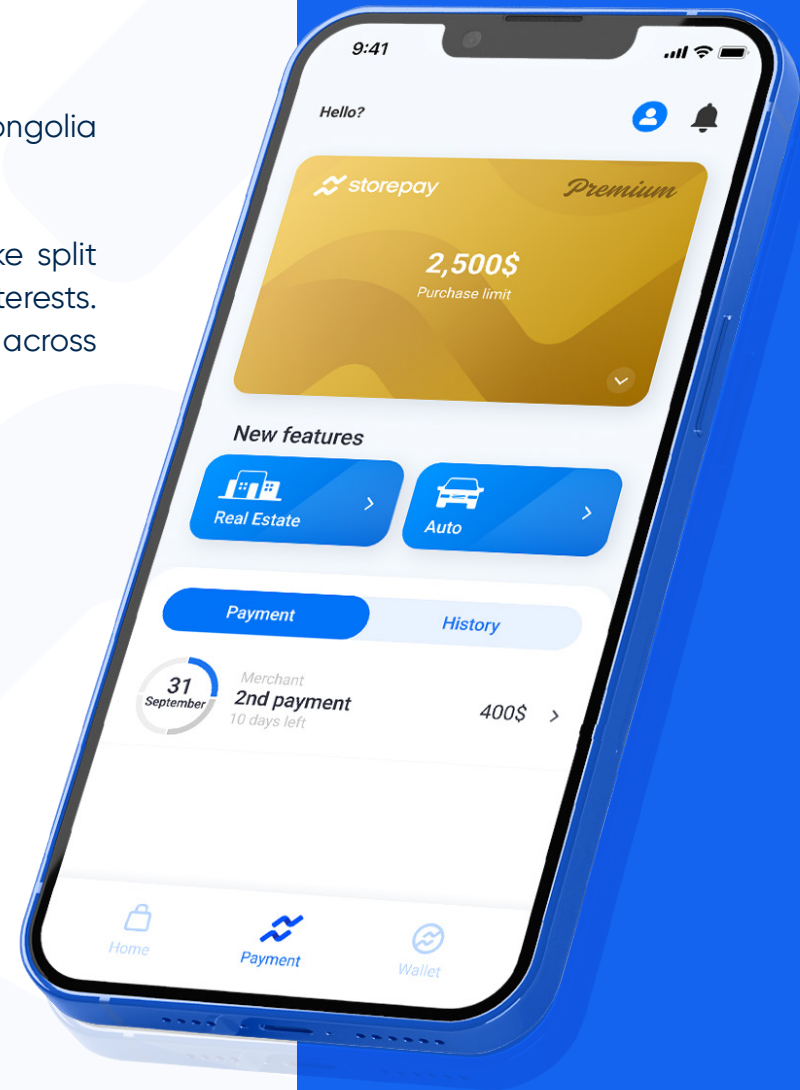 ongolia
ke split
terests.
across
9:41
Hello?
storepay
Premium
2,500$
Purchase limit
New features
Real Estate
Auto
Payment
History
31
September
Merchant
2nd payment
10 days left
400$
Home
Payment
Wallet